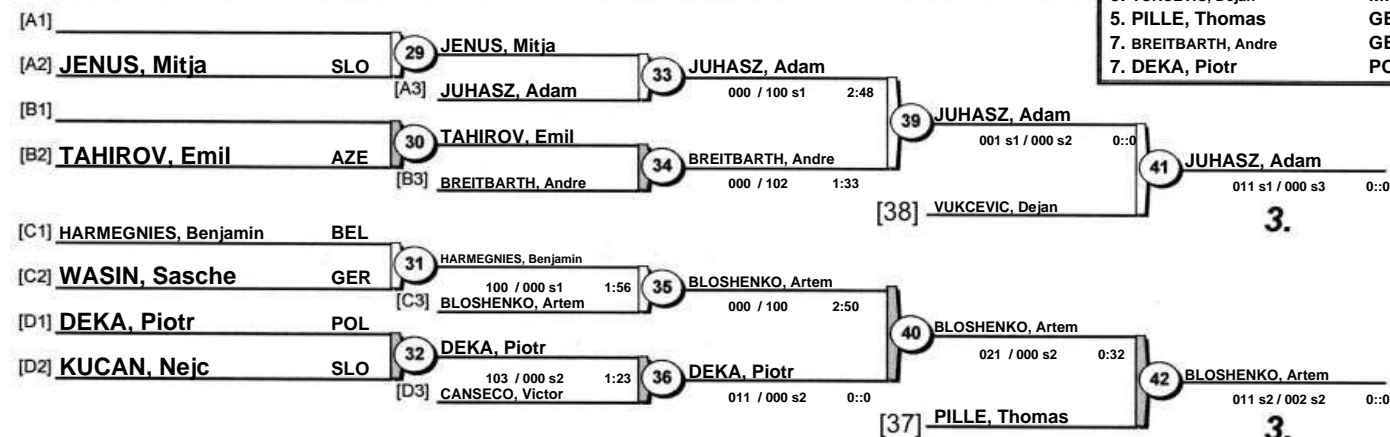 5. PILLE, Thomas
7. BREITBARTH, Andre
7. DEKA, Piotr
[A1]
[A2] JENUS, Mitja SLO
29 JENUS, Mitja
[A3] JUHASZ, Adam
33 JUHASZ, Adam
000 / 100 s1 2:48
[B1]
[B2] TAHIROV, Emil AZE
30 TAHIROV, Emil
[B3] BREITBARTH, Andre
34 BREITBARTH, Andre
000 / 102 1:33
39 JUHASZ, Adam
001 s1 / 000 s2 0::0
[38] VUKCEVIC, Dejan
41 JUHASZ, Adam
011 s1 / 000 s3 0::0
3.
[C1] HARMEGNIES, Benjamin BEL
[C2] WASIN, Sasche GER
31 HARMEGNIES, Benjamin
100 / 000 s1 1:56
[C3] BLOSHENKO, Artem
35 BLOSHENKO, Artem
000 / 100 2:50
[D1] DEKA, Piotr POL
[D2] KUCAN, Nejc SLO
32 DEKA, Piotr
103 / 000 s2 1:23
[D3] CANSECO, Victor
36 DEKA, Piotr
011 / 000 s2 0::0
40 BLOSHENKO, Artem
021 / 000 s2 0:32
[37] PILLE, Thomas
42 BLOSHENKO, Artem
011 s2 / 002 s2 0::0
3.